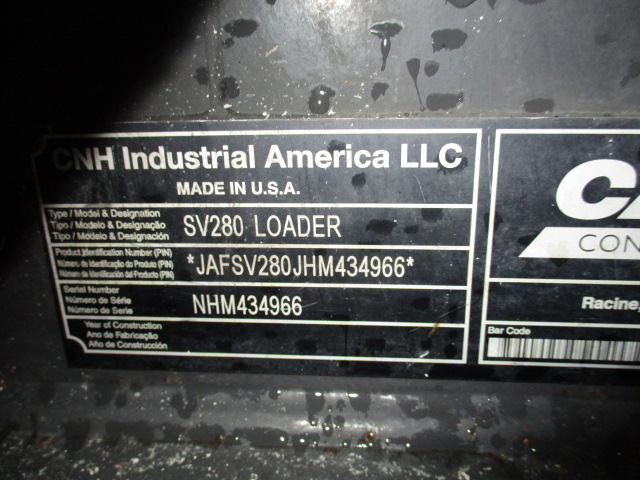 CNH Industrial America LLC
MADE IN U.S.A.
Type / Model & Designation
Tipo / Modelo & Designação
Tipo / Modelo & Designación
SV280 LOADER
Product Identification Number (PIN)
Número de Identificação do Produto (PIN)
Número de Identificación del Producto (PIN)
*JAFSV280JHM434966*
Serial Number
Número de Série
Número de Serie
NHM434966
Year of Construction
Ano de Fabricação
Año de Construcción
CA
CON
Racine,
Bar Code